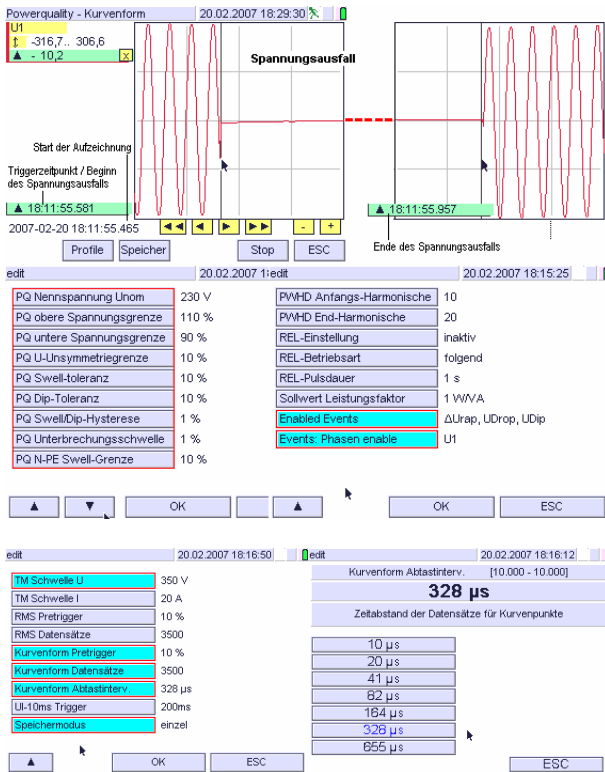 Powerquality - Kurvenform 20.02.2007 18:29:30
U1
-316,7.. 306,6
▲ - 10,2 X
Spannungsausfall
Start der Aufzeichnung
Triggerzeitpunkt / Beginn
des Spannungsausfalls
▲ 18:11:55.581
▲ 18:11:55.957
2007-02-20 18:11:55.465
◄◄ ◄ ► ►► - +
Ende des Spannungsausfalls
Profile Speicher Stop ESC
edit 20.02.2007 1
edit 20.02.2007 18:15:25
PQ Nennspannung Unom 230 V
PQ obere Spannungsgrenze 110 %
PQ untere Spannungsgrenze 90 %
PQ U-Unsymmetriegrenze 10 %
PQ Swell-toleranz 10 %
PQ Dip-Toleranz 10 %
PQ Swell/Dip-Hysterese 1 %
PQ Unterbrechungsschwelle 1 %
PQ N-PE Swell-Grenze 10 %
▲ ▼ OK
PWHD Anfangs-Harmonische 10
PWHD End-Harmonische 20
REL-Einstellung inaktiv
REL-Betriebsart folgend
REL-Pulsdauer 1 s
Sollwert Leistungsfaktor 1 W/VA
Enabled Events ΔUrap, UDrop, UDip
Events: Phasen enable U1
▲ OK ESC
edit 20.02.2007 18:16:50
TM Schwelle U 350 V
TM Schwelle I 20 A
RMS Pretrigger 10 %
RMS Datensätze 3500
Kurvenform Pretrigger 10 %
Kurvenform Datensätze 3500
Kurvenform Abtastinterv. 328 µs
UI-10ms Trigger 200ms
Speichermodus einzel
▲ OK ESC
edit 20.02.2007 18:16:12
Kurvenform Abtastinterv. [10.000 - 10.000]
328 µs
Zeitabstand der Datensätze für Kurvenpunkte
10 µs
20 µs
41 µs
82 µs
164 µs
328 µs
655 µs
ESC